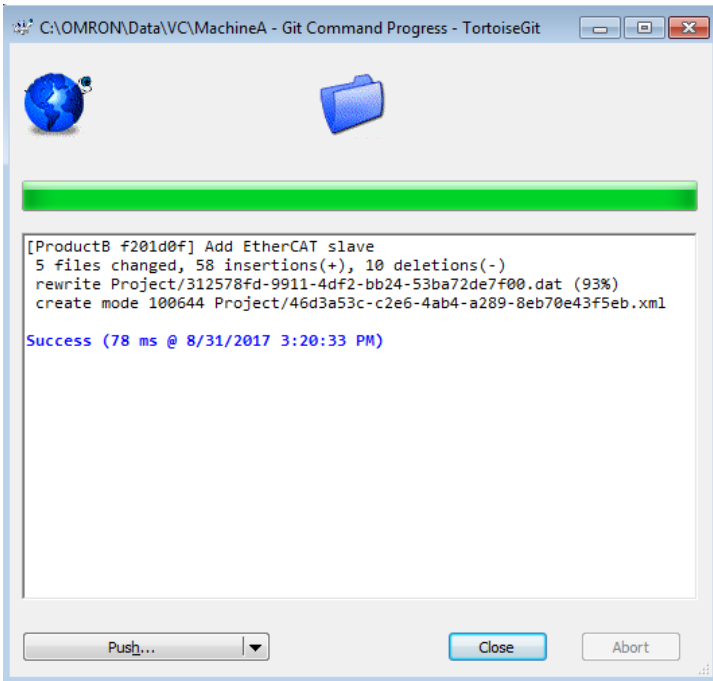 C:\OMRON\Data\VC\MachineA - Git Command Progress - TortoiseGit
[ProductB f201d0f] Add EtherCAT slave
5 files changed, 58 insertions(+), 10 deletions(-)
rewrite Project/312578fd-9911-4df2-bb24-53ba72de7f00.dat (93%)
create mode 100644 Project/46d3a53c-c2e6-4ab4-a289-8eb70e43f5eb.xml
Success (78 ms @ 8/31/2017 3:20:33 PM)
Push... Close Abort